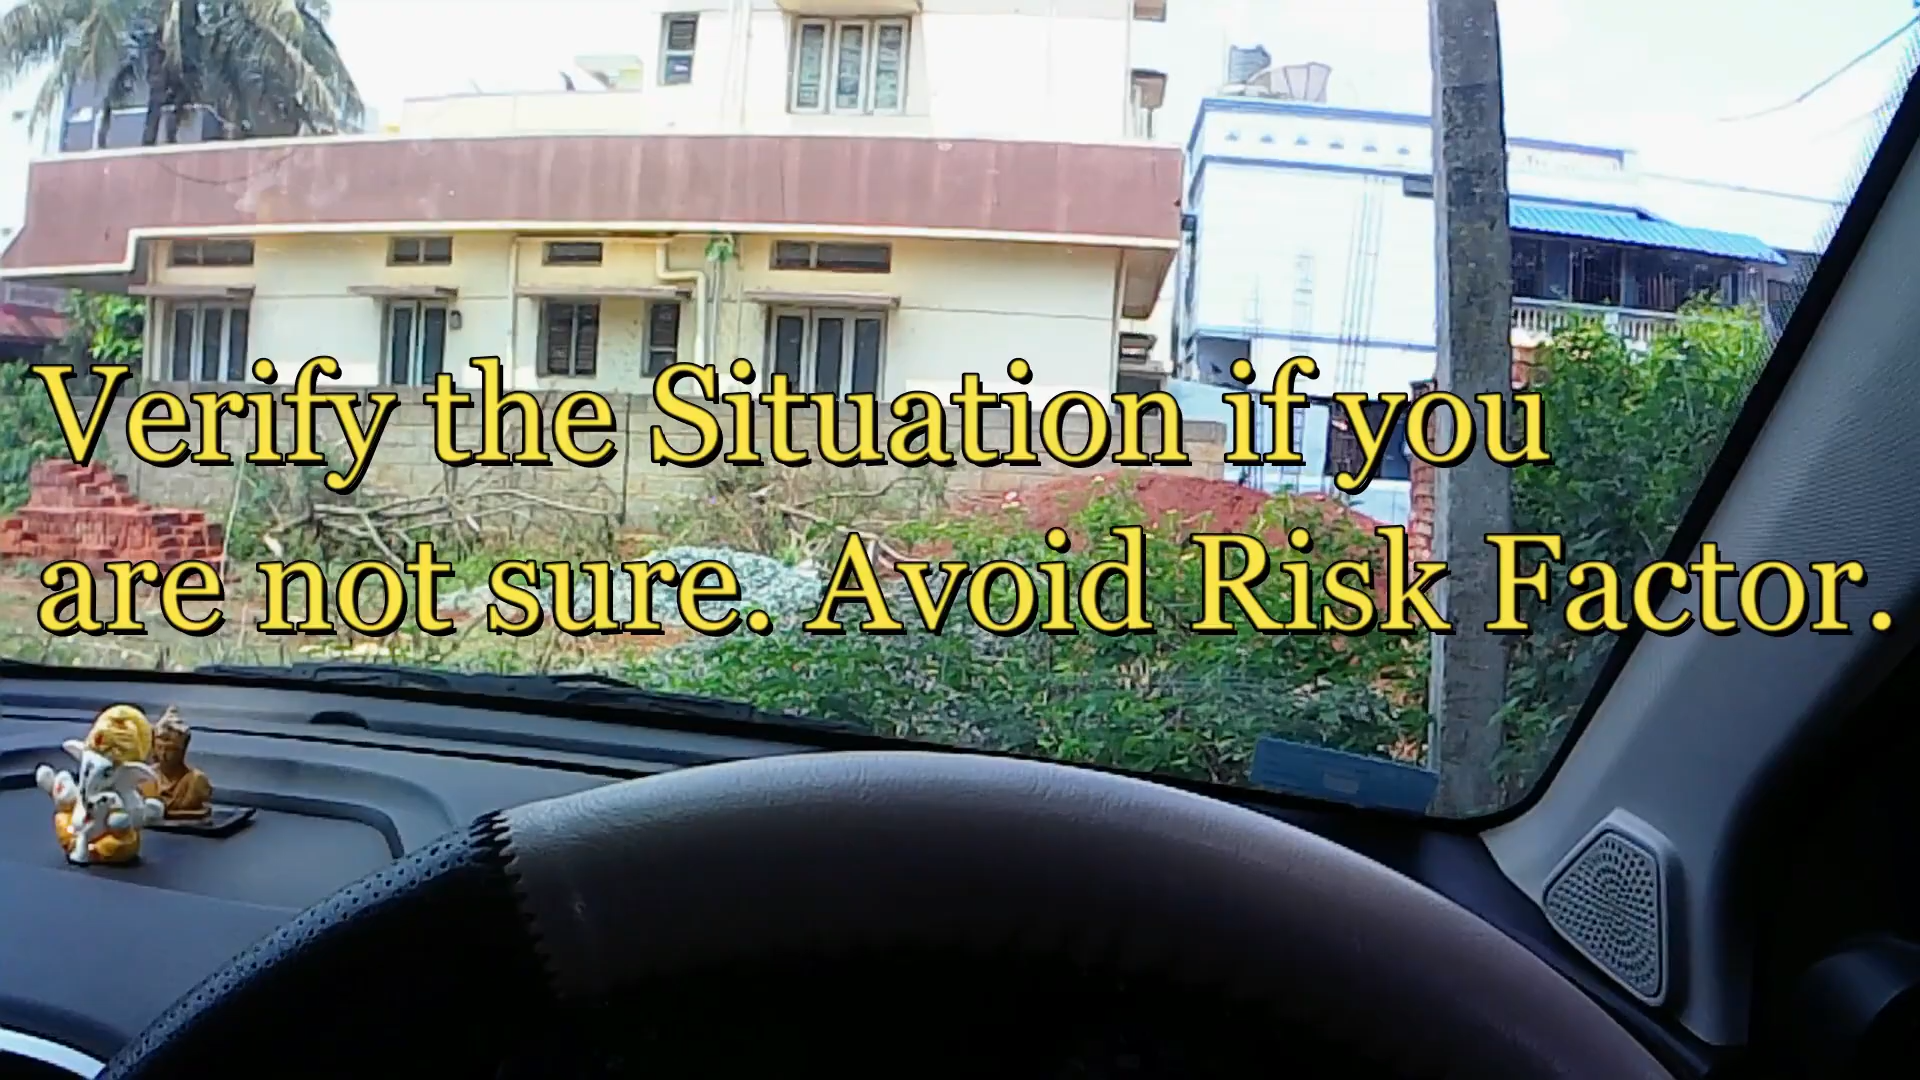 Verify the Situation if you
are not sure. Avoid Risk Factor.